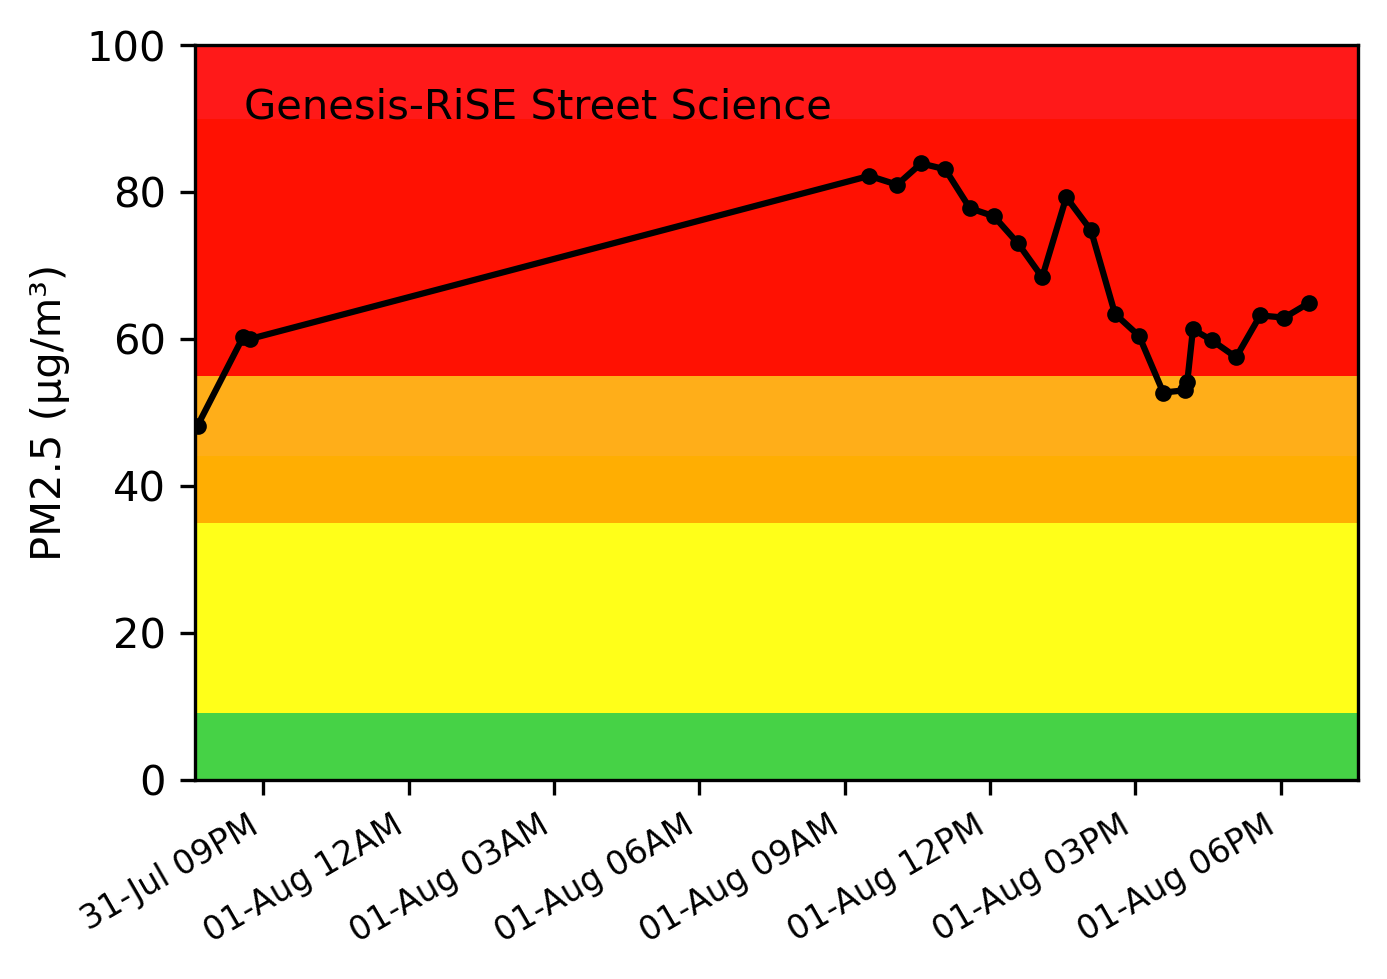 100
Genesis-RiSE Street Science
80
60
40
20
0
PM2.5 (µg/m³)
31-Jul 09PM
01-Aug 12AM
01-Aug 03AM
01-Aug 06AM
01-Aug 09AM
01-Aug 12PM
01-Aug 03PM
01-Aug 06PM